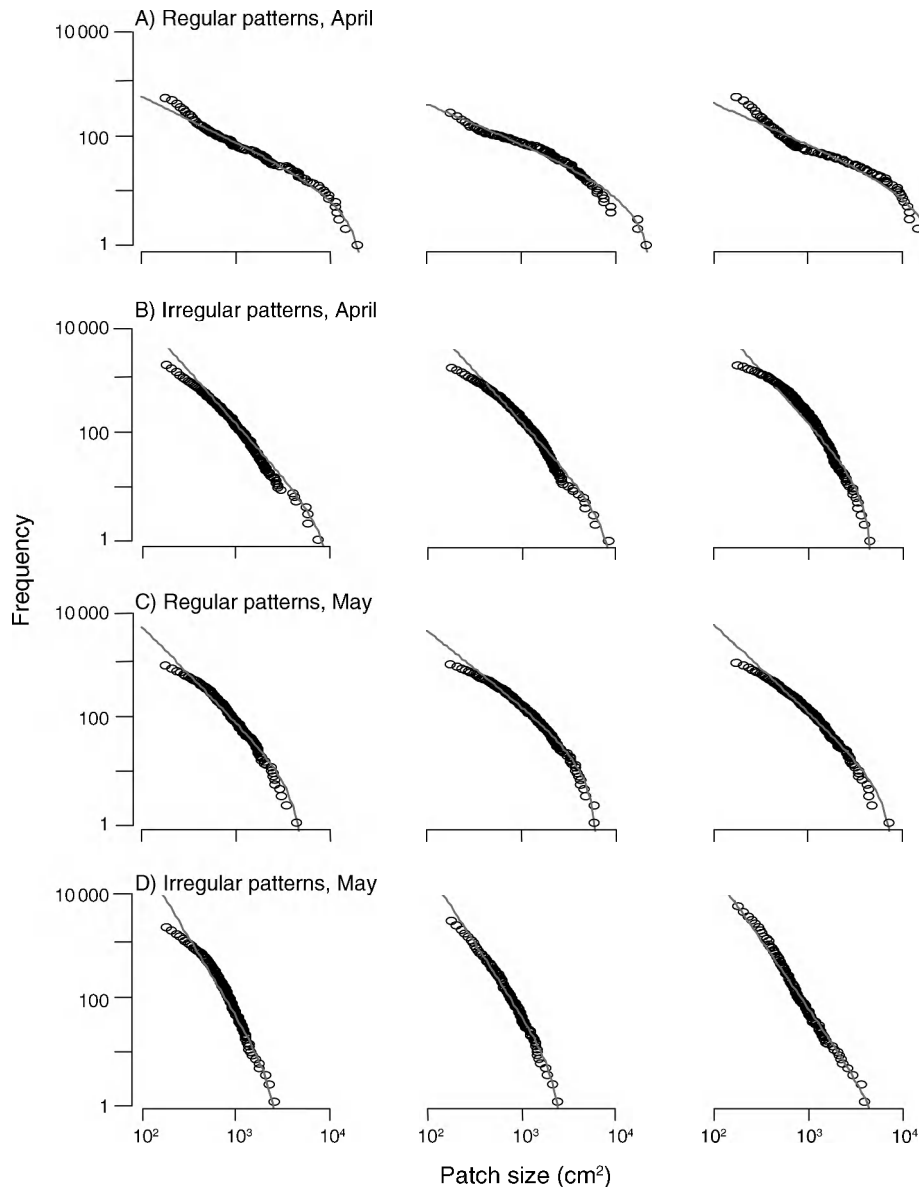 A) Regular patterns, April
10 000
100
1
B) Irregular patterns, April
10 000
100
1
Frequency
C) Regular patterns, May
10 000
100
1
D) Irregular patterns, May
10 000
100
1
10² 10³ 10⁴ 10² 10³ 10⁴ 10² 10³ 10⁴
Patch size (cm²)